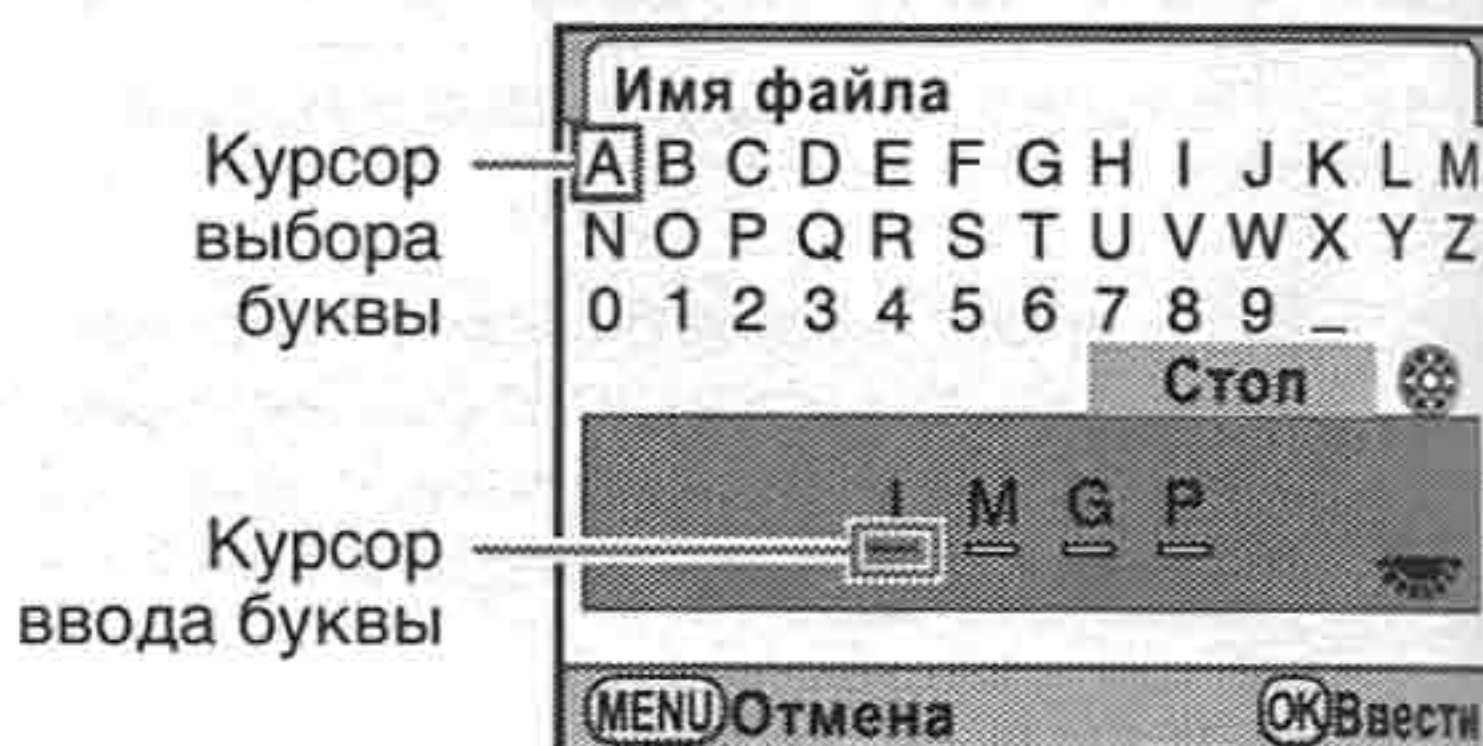 Имя файла
Курсор
выбора
буквы
A B C D E F G H I J K L M
N O P Q R S T U V W X Y Z
0 1 2 3 4 5 6 7 8 9 _
Стоп
I M G P
Курсор
ввода буквы
MENU Отмена
OK Ввести